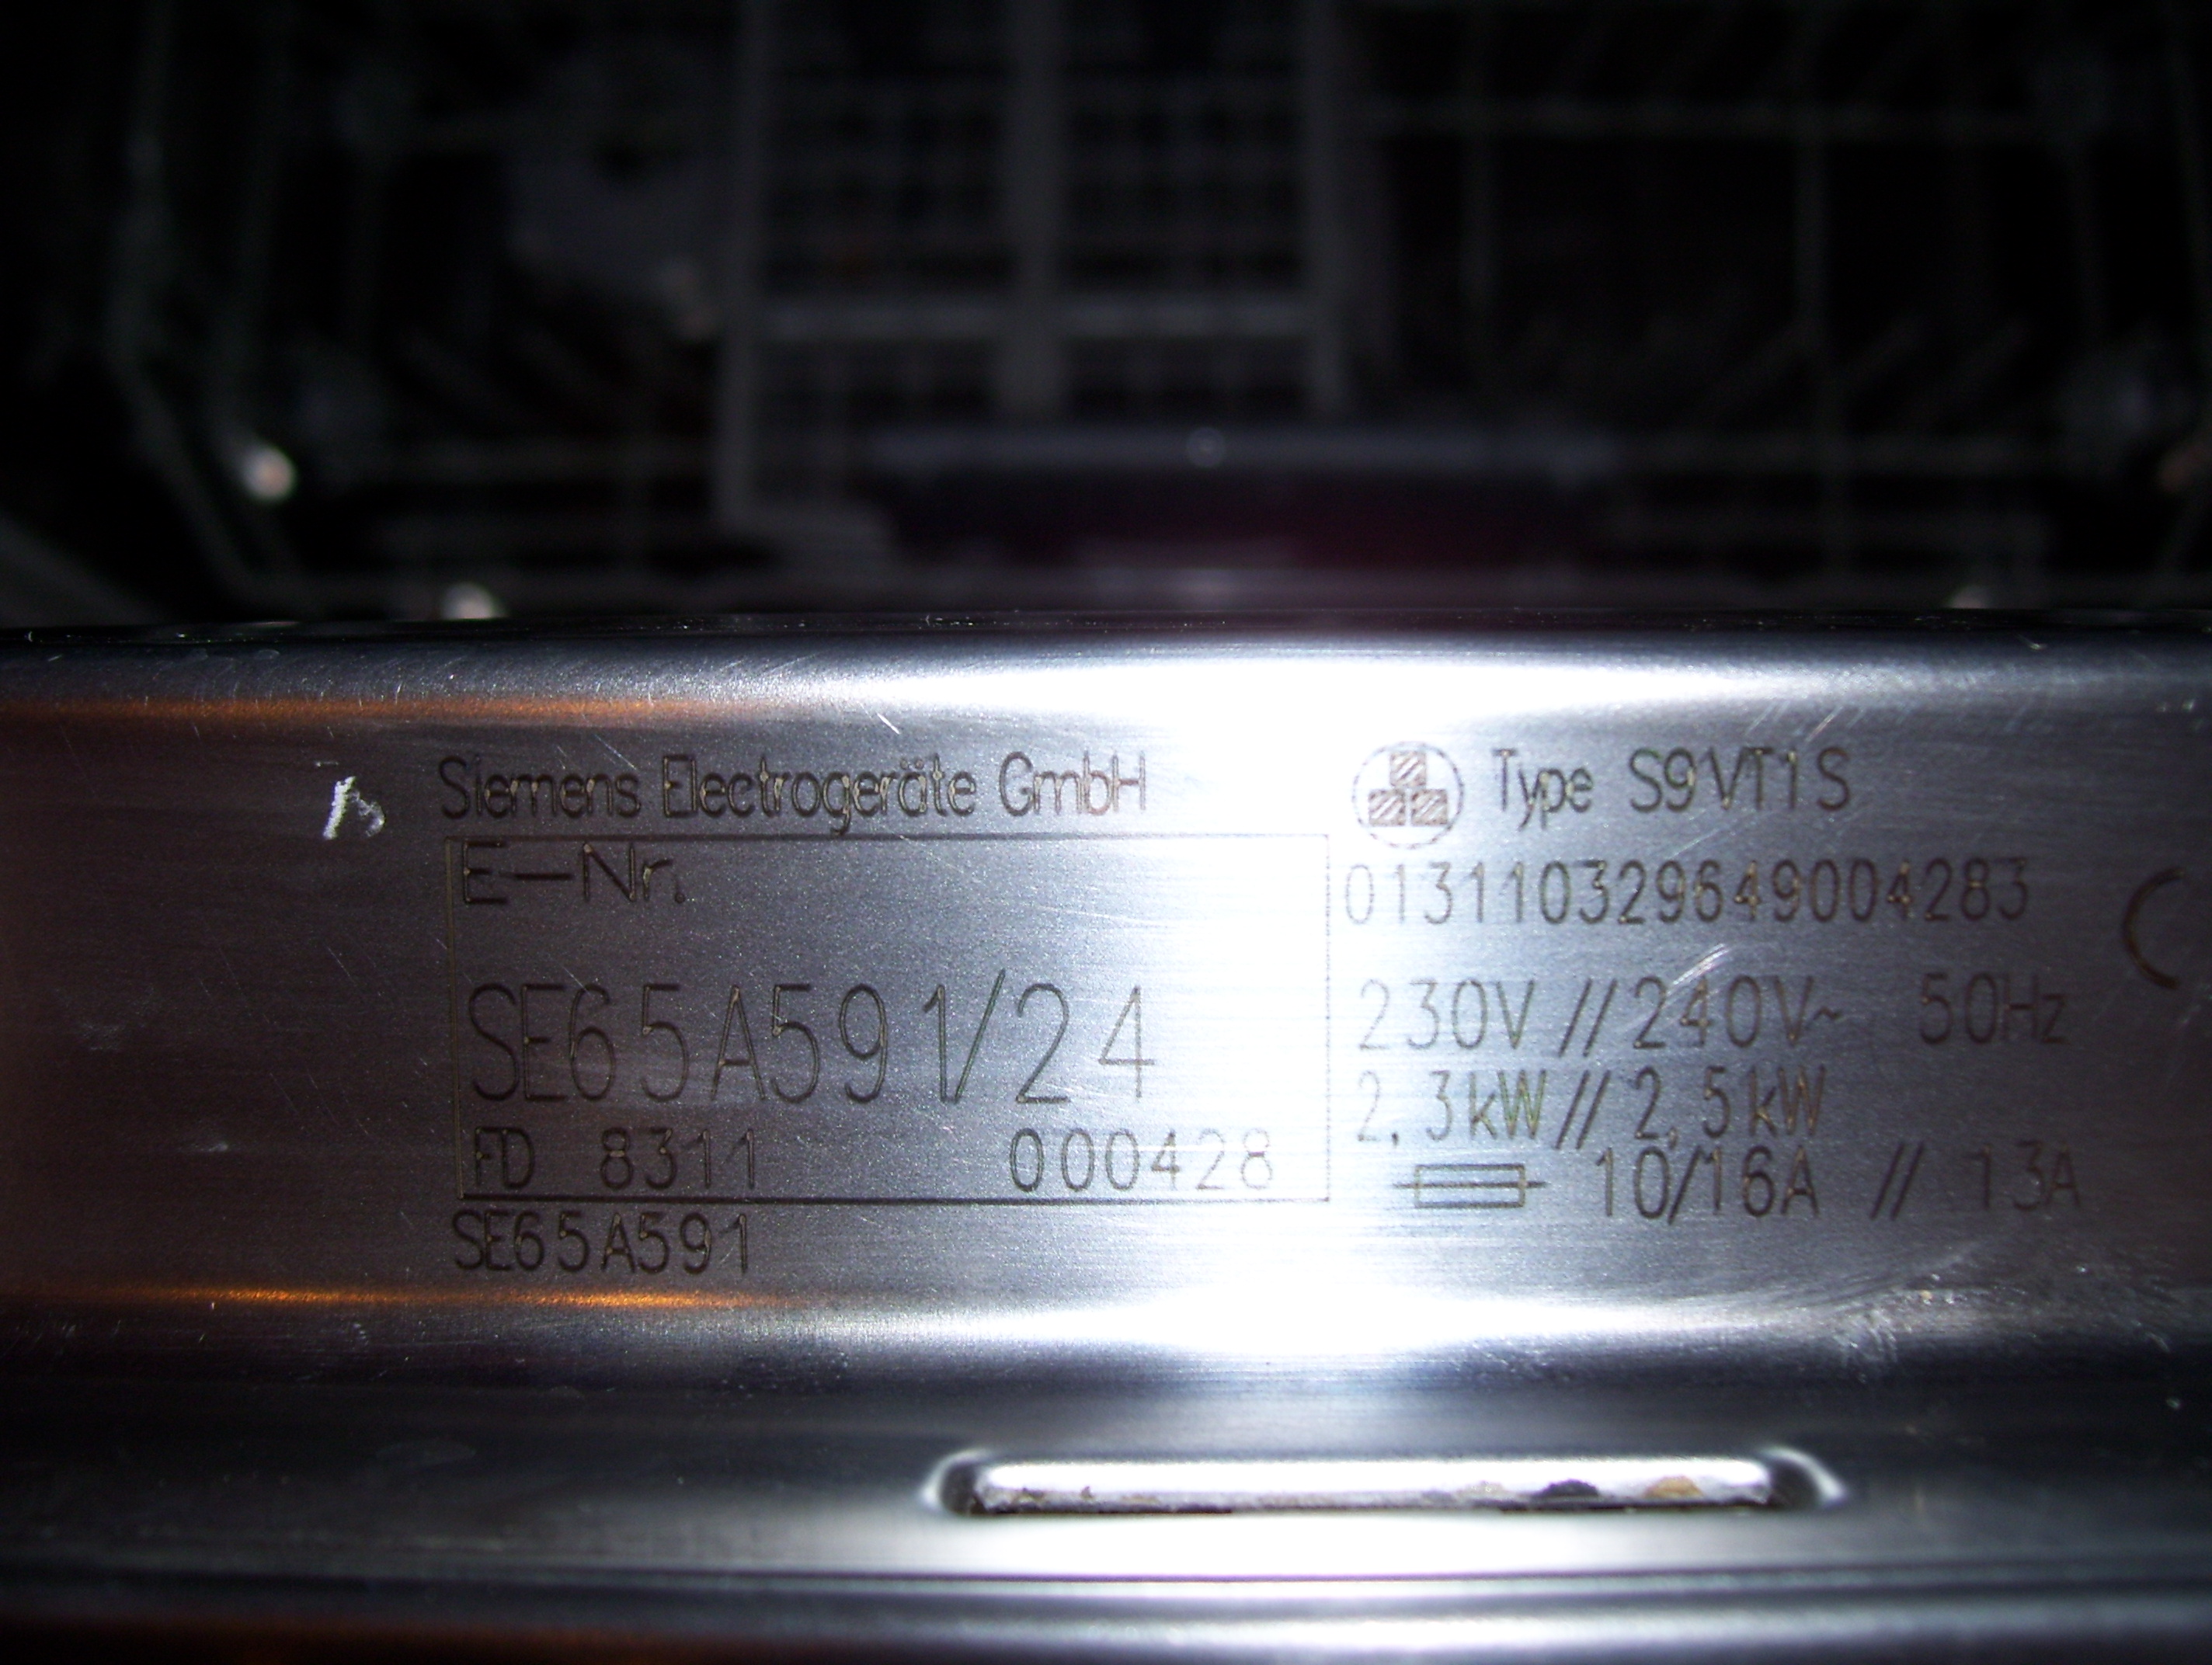 Siemens Electrogeräte GmbH
E-Nr.
SE65A591/24
FD 8311 000428
SE65A591
Type S9VT1S
013110329649004283
230V//240V~ 50Hz
2,3kW//2,5kW
10/16A // 13A